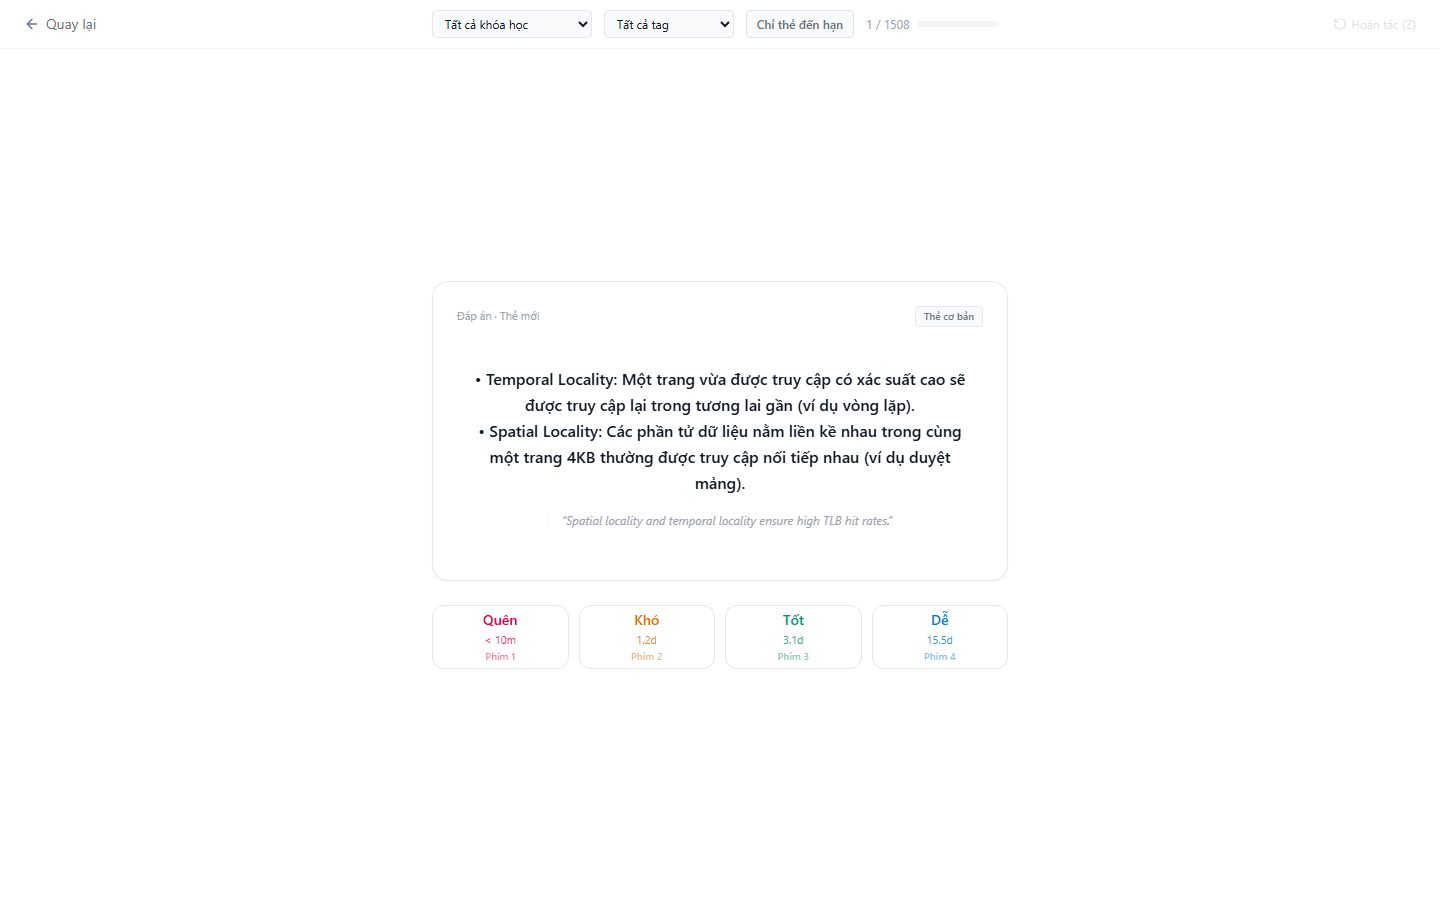 Quay lại
Tất cả khóa học
Tất cả tag
Chỉ thẻ đến hạn
1 / 1508
Hoàn tác (Z)
Đáp án · Thẻ mới
Thẻ cơ bản
• Temporal Locality: Một trang vừa được truy cập có xác suất cao sẽ
được truy cập lại trong tương lai gần (ví dụ vòng lặp).
• Spatial Locality: Các phần tử dữ liệu nằm liền kề nhau trong cùng
một trang 4KB thường được truy cập nối tiếp nhau (ví dụ duyệt
mảng).
“Spatial locality and temporal locality ensure high TLB hit rates.”
Quên
< 10m
Phím 1
Khó
1.2d
Phím 2
Tốt
3.1d
Phím 3
Dễ
15.5d
Phím 4